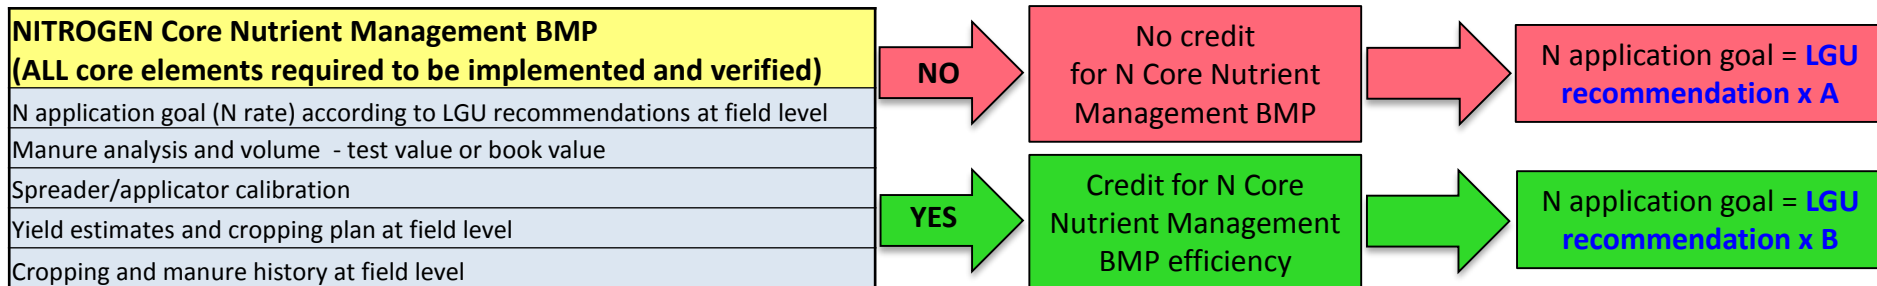 NITROGEN Core Nutrient Management BMP
(ALL core elements required to be implemented and verified)
N application goal (N rate) according to LGU recommendations at field level
Manure analysis and volume - test value or book value
Spreader/applicator calibration
Yield estimates and cropping plan at field level
Cropping and manure history at field level
NO
No credit
for N Core Nutrient
Management BMP
N application goal = LGU
recommendation x A
YES
Credit for N Core
Nutrient Management
BMP efficiency
N application goal = LGU
recommendation x B